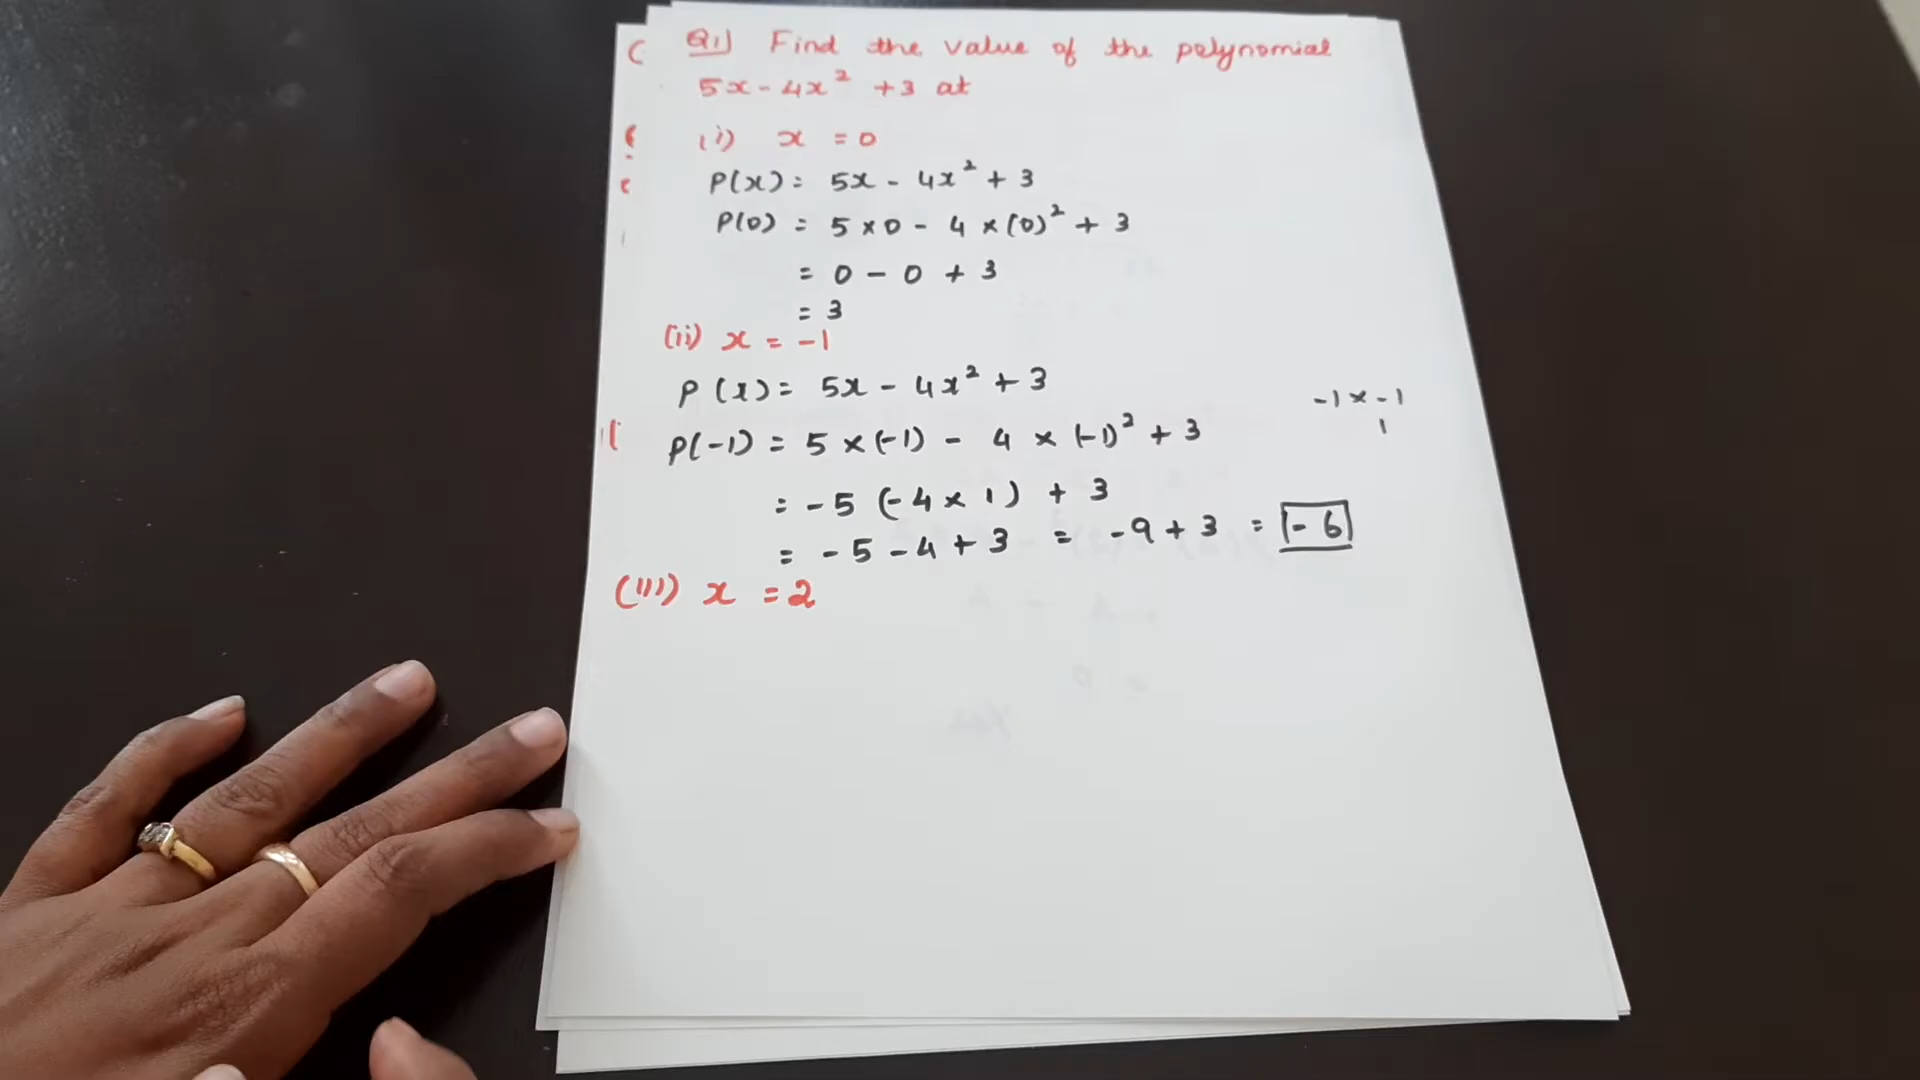 Q1) Find the value of the polynomial
5x - 4x² + 3 at
(i) x = 0
P(x) = 5x - 4x² + 3
P(0) = 5 × 0 - 4 × (0)² + 3
= 0 - 0 + 3
= 3
(ii) x = -1
P(x) = 5x - 4x² + 3
-1 × -1
1
P(-1) = 5 × (-1) - 4 × (-1)² + 3
= -5 (-4 × 1) + 3
= -5 - 4 + 3 = -9 + 3 = -6
(iii) x = 2